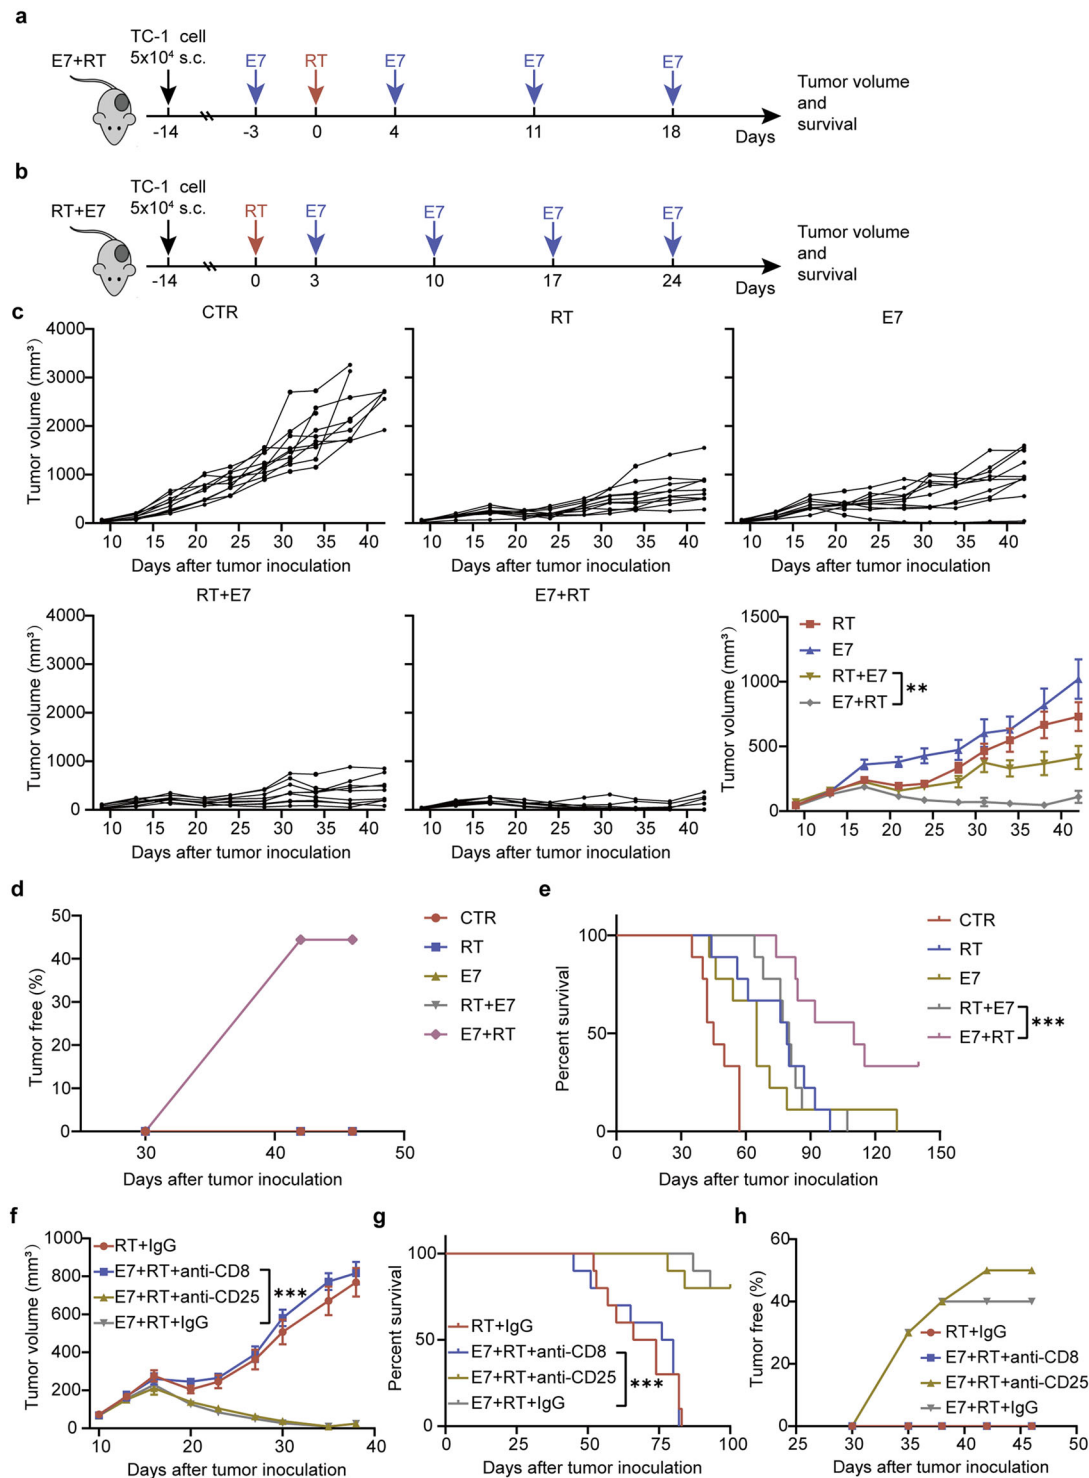 a
TC-1 cell
5x10⁴ s.c.
E7+RT
E7
RT
E7
E7
E7
Tumor volume
and
survival
-14
-3
0
4
11
18
Days
b
TC-1 cell
5x10⁴ s.c.
RT+E7
RT
E7
E7
E7
E7
Tumor volume
and
survival
-14
0
3
10
17
24
Days
c
CTR
RT
E7
4000
3000
2000
1000
0
Tumor volume (mm³)
10 15 20 25 30 35 40
10 15 20 25 30 35 40
10 15 20 25 30 35 40
Days after tumor inoculation
Days after tumor inoculation
Days after tumor inoculation
RT+E7
E7+RT
4000
3000
2000
1000
0
Tumor volume (mm³)
10 15 20 25 30 35 40
10 15 20 25 30 35 40
Days after tumor inoculation
Days after tumor inoculation
1500
1000
500
0
Tumor volume (mm³)
RT
E7
RT+E7
E7+RT
**
10 15 20 25 30 35 40
Days after tumor inoculation
d
50
40
30
20
10
0
Tumor free (%)
30 40 50
Days after tumor inoculation
CTR
RT
E7
RT+E7
E7+RT
e
100
50
0
Percent survival
0 30 60 90 120 150
Days after tumor inoculation
CTR
RT
E7
RT+E7
E7+RT
***
f
1000
800
600
400
200
0
Tumor volume (mm³)
RT+IgG
E7+RT+anti-CD8
E7+RT+anti-CD25
E7+RT+IgG
***
10 20 30 40
Days after tumor inoculation
g
100
50
0
Percent survival
RT+IgG
E7+RT+anti-CD8
E7+RT+anti-CD25
E7+RT+IgG
***
0 25 50 75 100
Days after tumor inoculation
h
60
40
20
0
Tumor free (%)
RT+IgG
E7+RT+anti-CD8
E7+RT+anti-CD25
E7+RT+IgG
25 30 35 40 45 50
Days after tumor inoculation